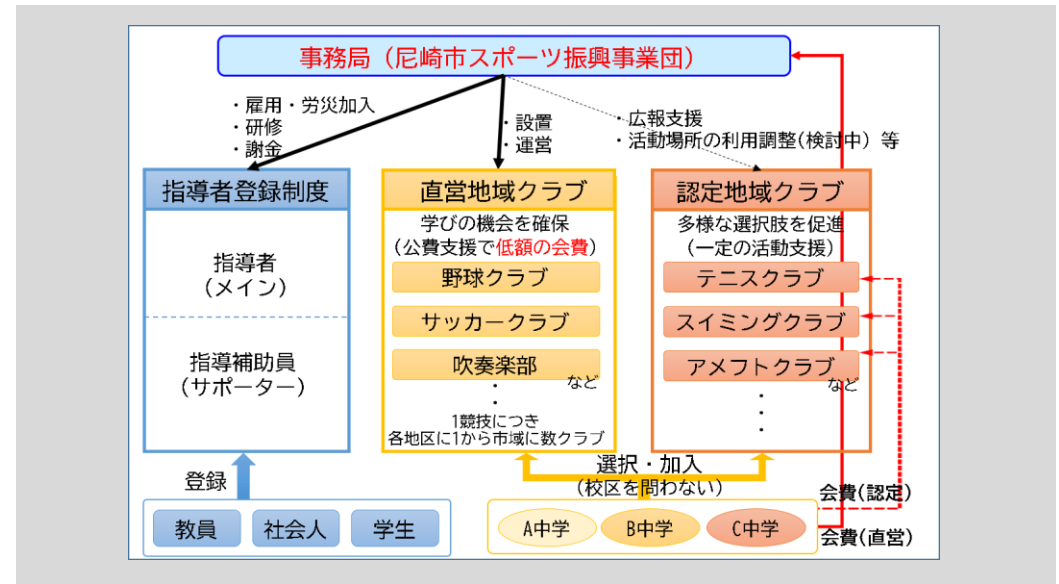 事務局（尼崎市スポーツ振興事業団）
・雇用・労災加入
・研修
・謝金
・設置
・運営
・広報支援
・活動場所の利用調整(検討中）等
指導者登録制度
指導者
（メイン）
指導補助員
（サポーター）
直営地域クラブ
学びの機会を確保
（公費支援で低額の会費）
野球クラブ
サッカークラブ
吹奏楽部
など
・
・
1競技につき
各地区に1から市域に数クラブ
認定地域クラブ
多様な選択肢を促進
（一定の活動支援）
テニスクラブ
スイミングクラブ
アメフトクラブ
など
・
・
・
登録
教員
社会人
学生
選択・加入
（校区を問わない）
A中学
B中学
C中学
会費(認定)
会費(直営)